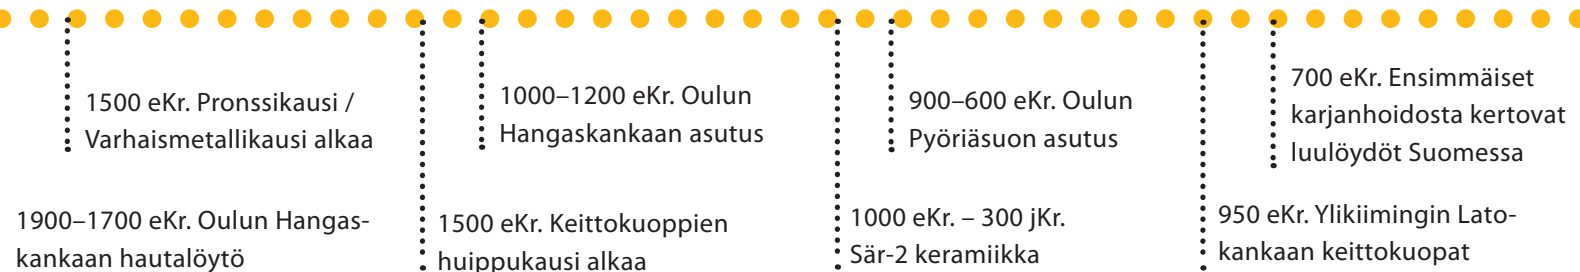 1500 eKr. Pronssikausi /
Varhaismetallikausi alkaa
1900–1700 eKr. Oulun Hangas-
kankaan hautalöytö
1500 eKr. Keittokuoppien
huippukausi alkaa
1000–1200 eKr. Oulun
Hangaskankaan asutus
1000 eKr. – 300 jKr.
Sär-2 keramiikka
900–600 eKr. Oulun
Pyöriäsuon asutus
950 eKr. Ylikiimingin Lato-
kankaan keittokuopat
700 eKr. Ensimmäiset
karjanhoidosta kertovat
luulöydöt Suomessa